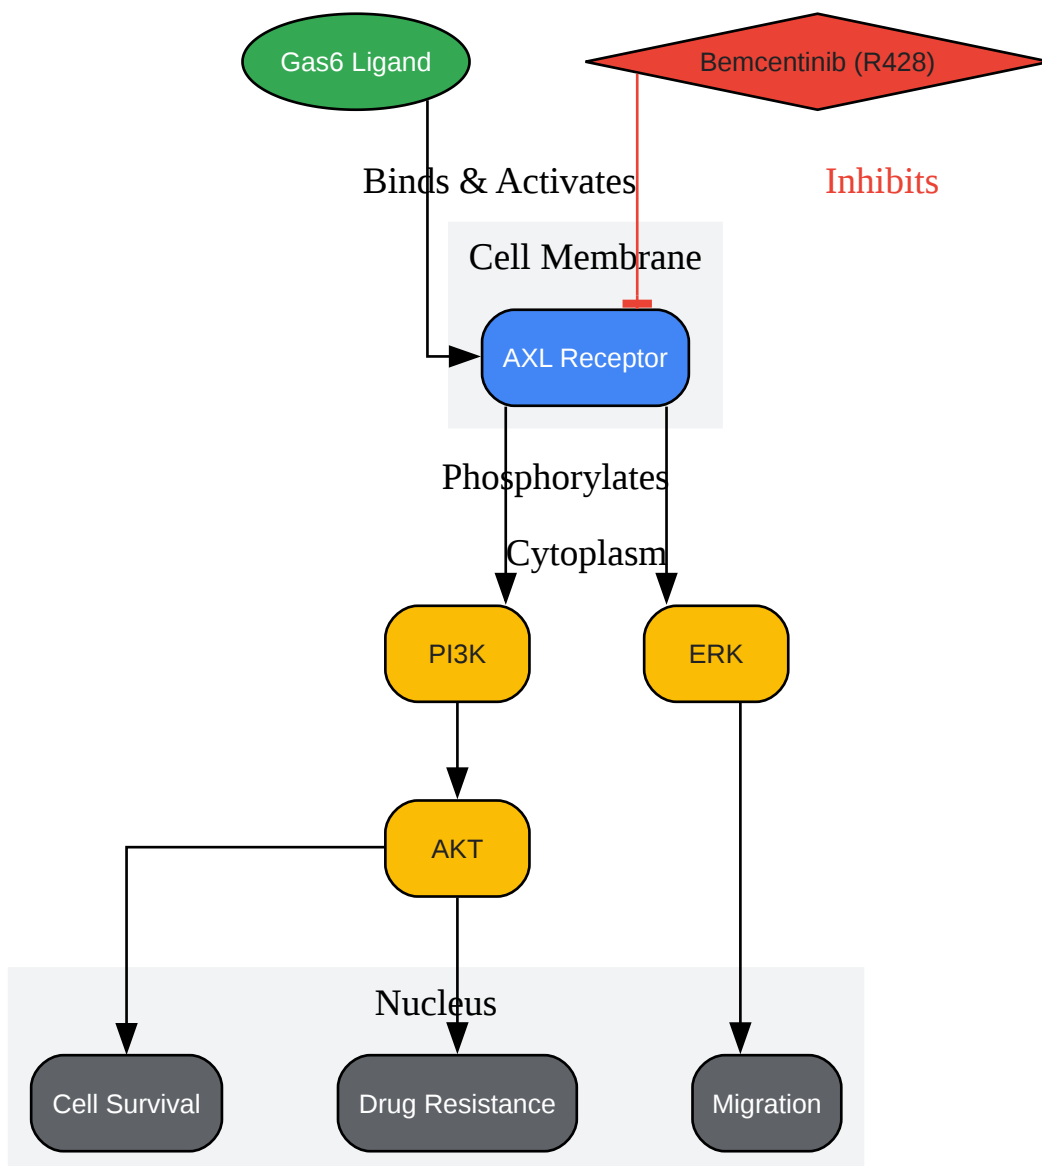 Gas6 Ligand
Bemcentinib (R428)
Binds & Activates
Inhibits
Cell Membrane
AXL Receptor
Phosphorylates
Cytoplasm
PI3K
ERK
AKT
Nucleus
Cell Survival
Drug Resistance
Migration